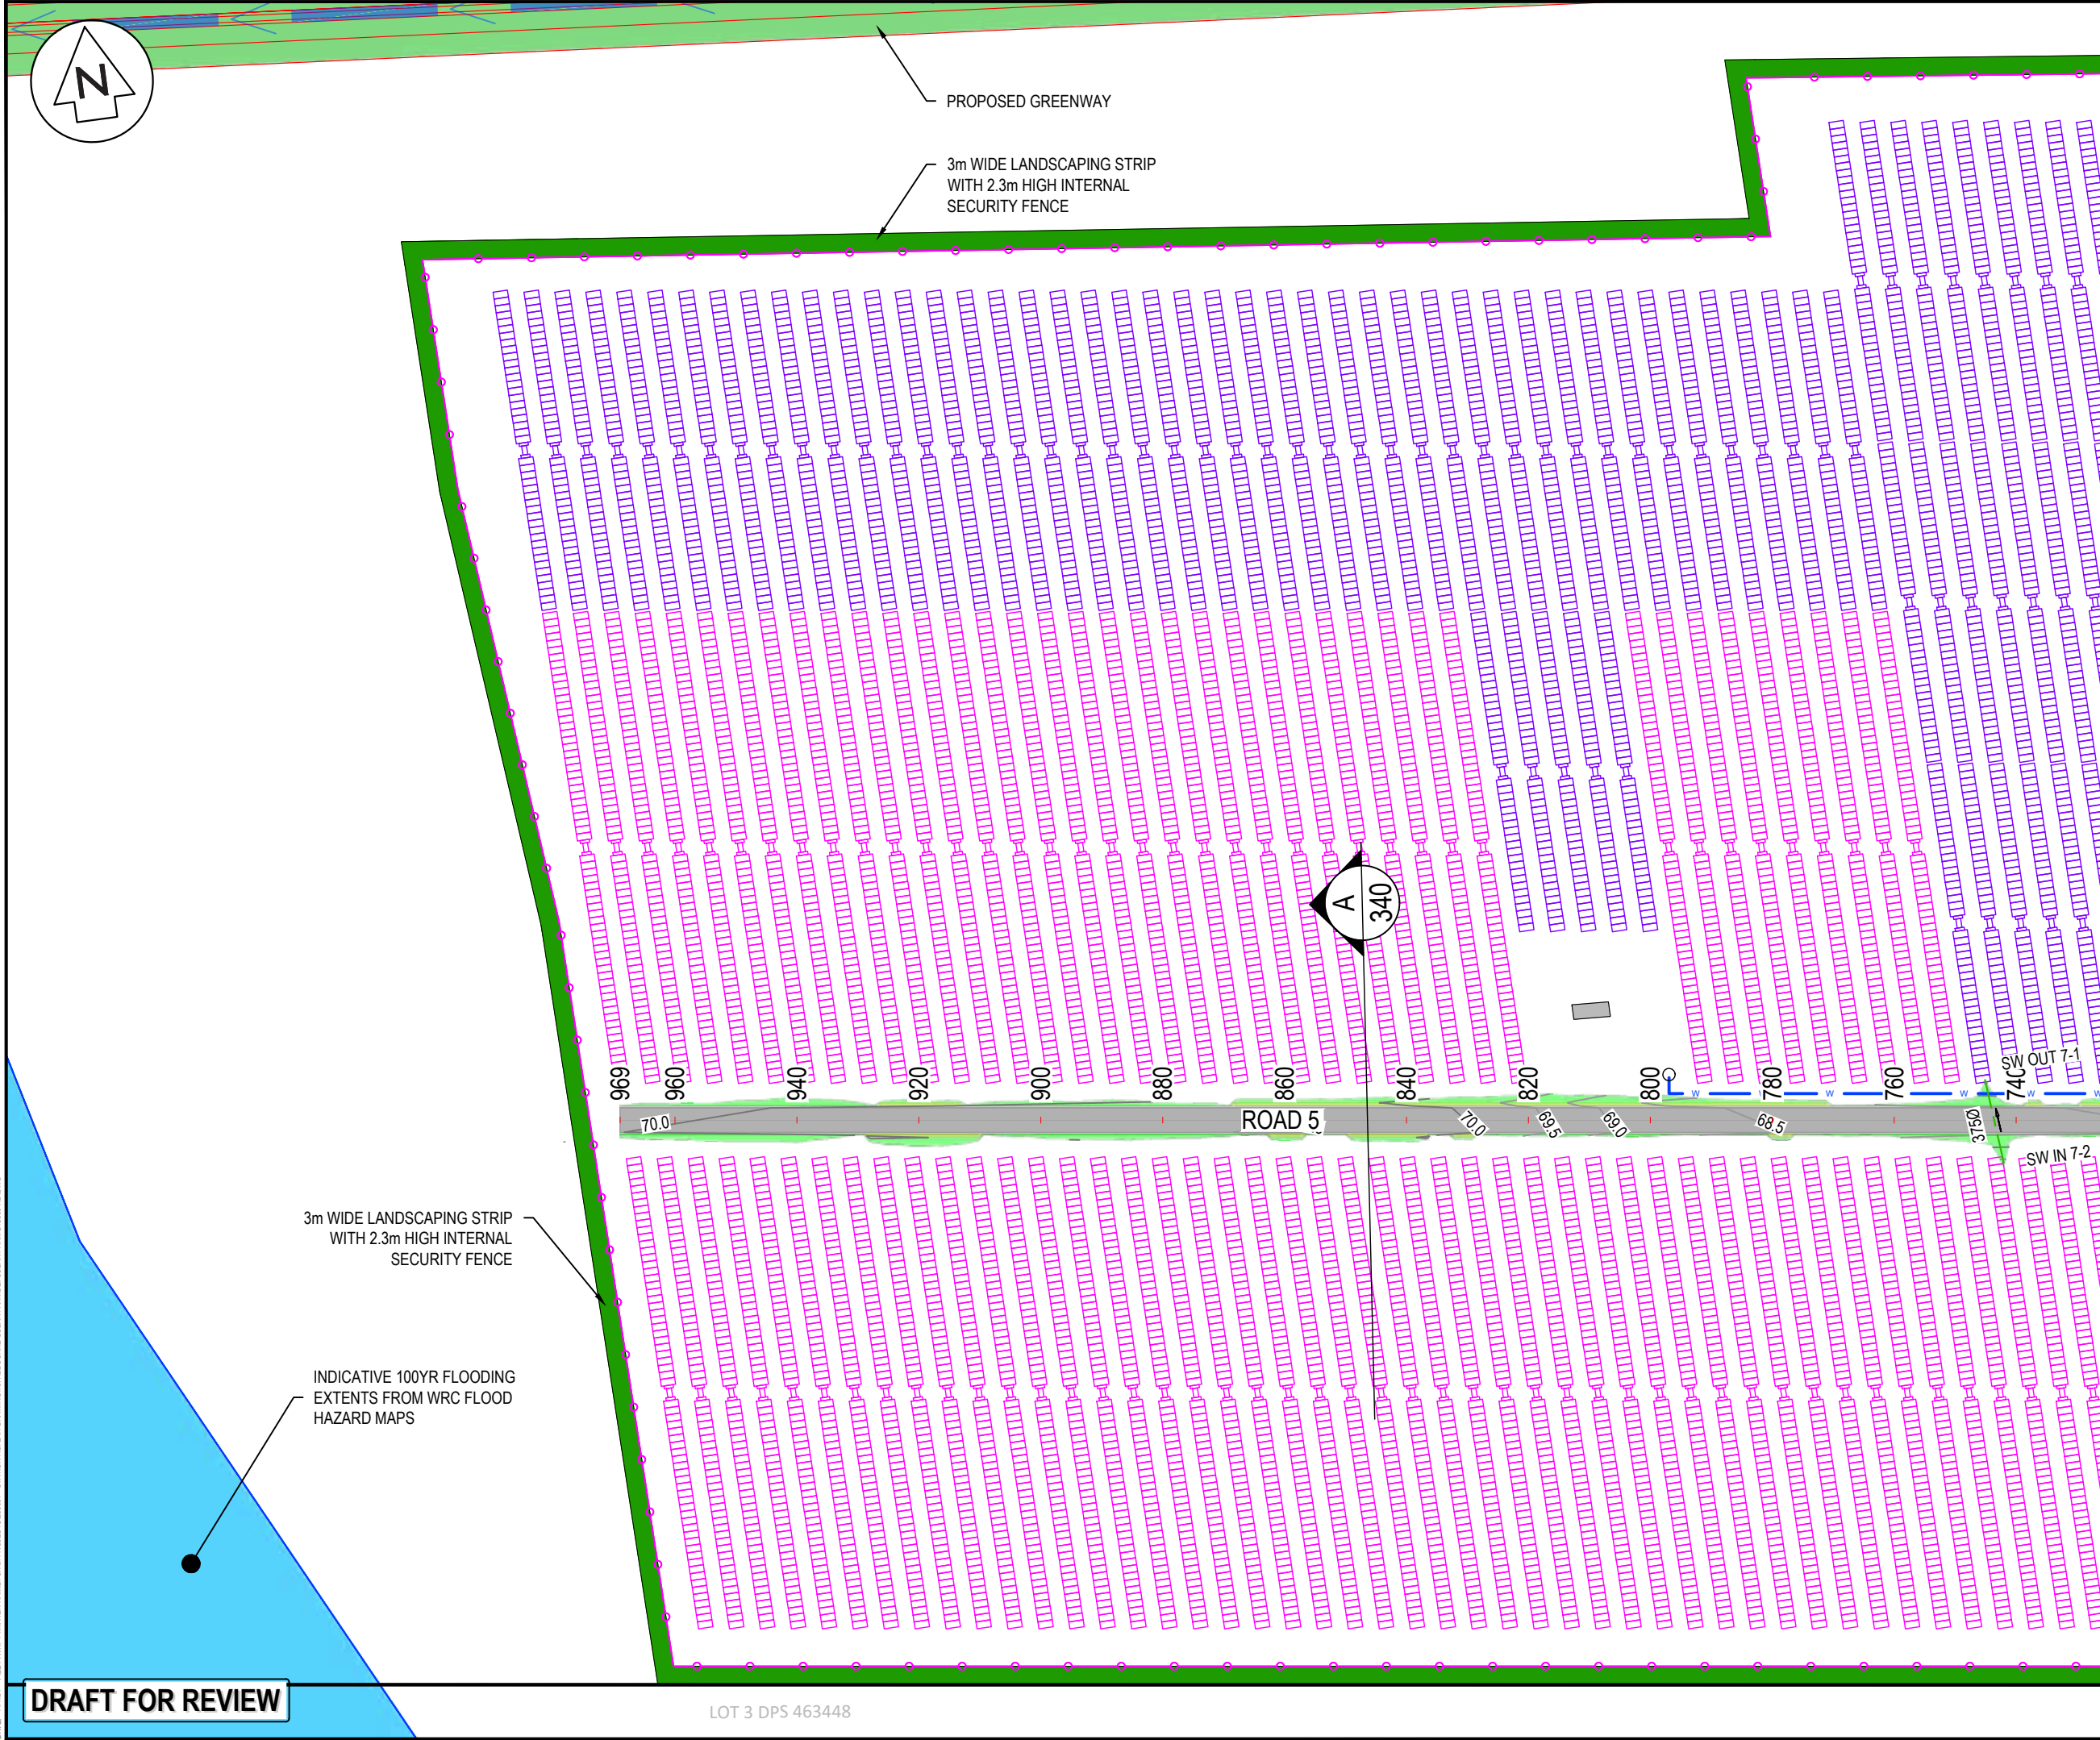 N
PROPOSED GREENWAY
3m WIDE LANDSCAPING STRIP
WITH 2.3m HIGH INTERNAL
SECURITY FENCE
A
340
969
960
940
920
900
880
860
840
820
800
780
760
740
SW OUT 7-1
W
W
W
W
W
70.0
ROAD 5
70.0
69.5
69.0
68.5
375Ø
SW IN 7-2
3m WIDE LANDSCAPING STRIP
WITH 2.3m HIGH INTERNAL
SECURITY FENCE
INDICATIVE 100YR FLOODING
EXTENTS FROM WRC FLOOD
HAZARD MAPS
DRAFT FOR REVIEW
LOT 3 DPS 463448